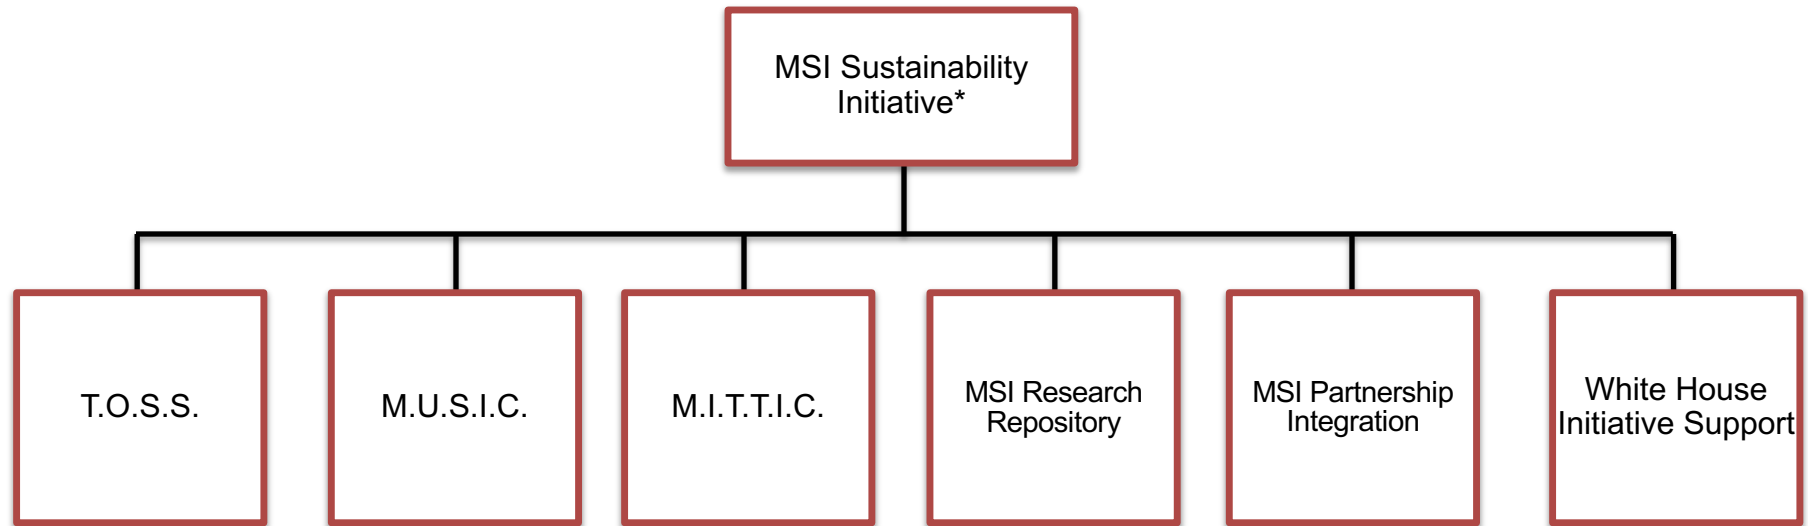 MSI Sustainability
Initiative*
T.O.S.S.
M.U.S.I.C.
M.I.T.T.I.C.
MSI Research
Repository
MSI Partnership
Integration
White House
Initiative Support